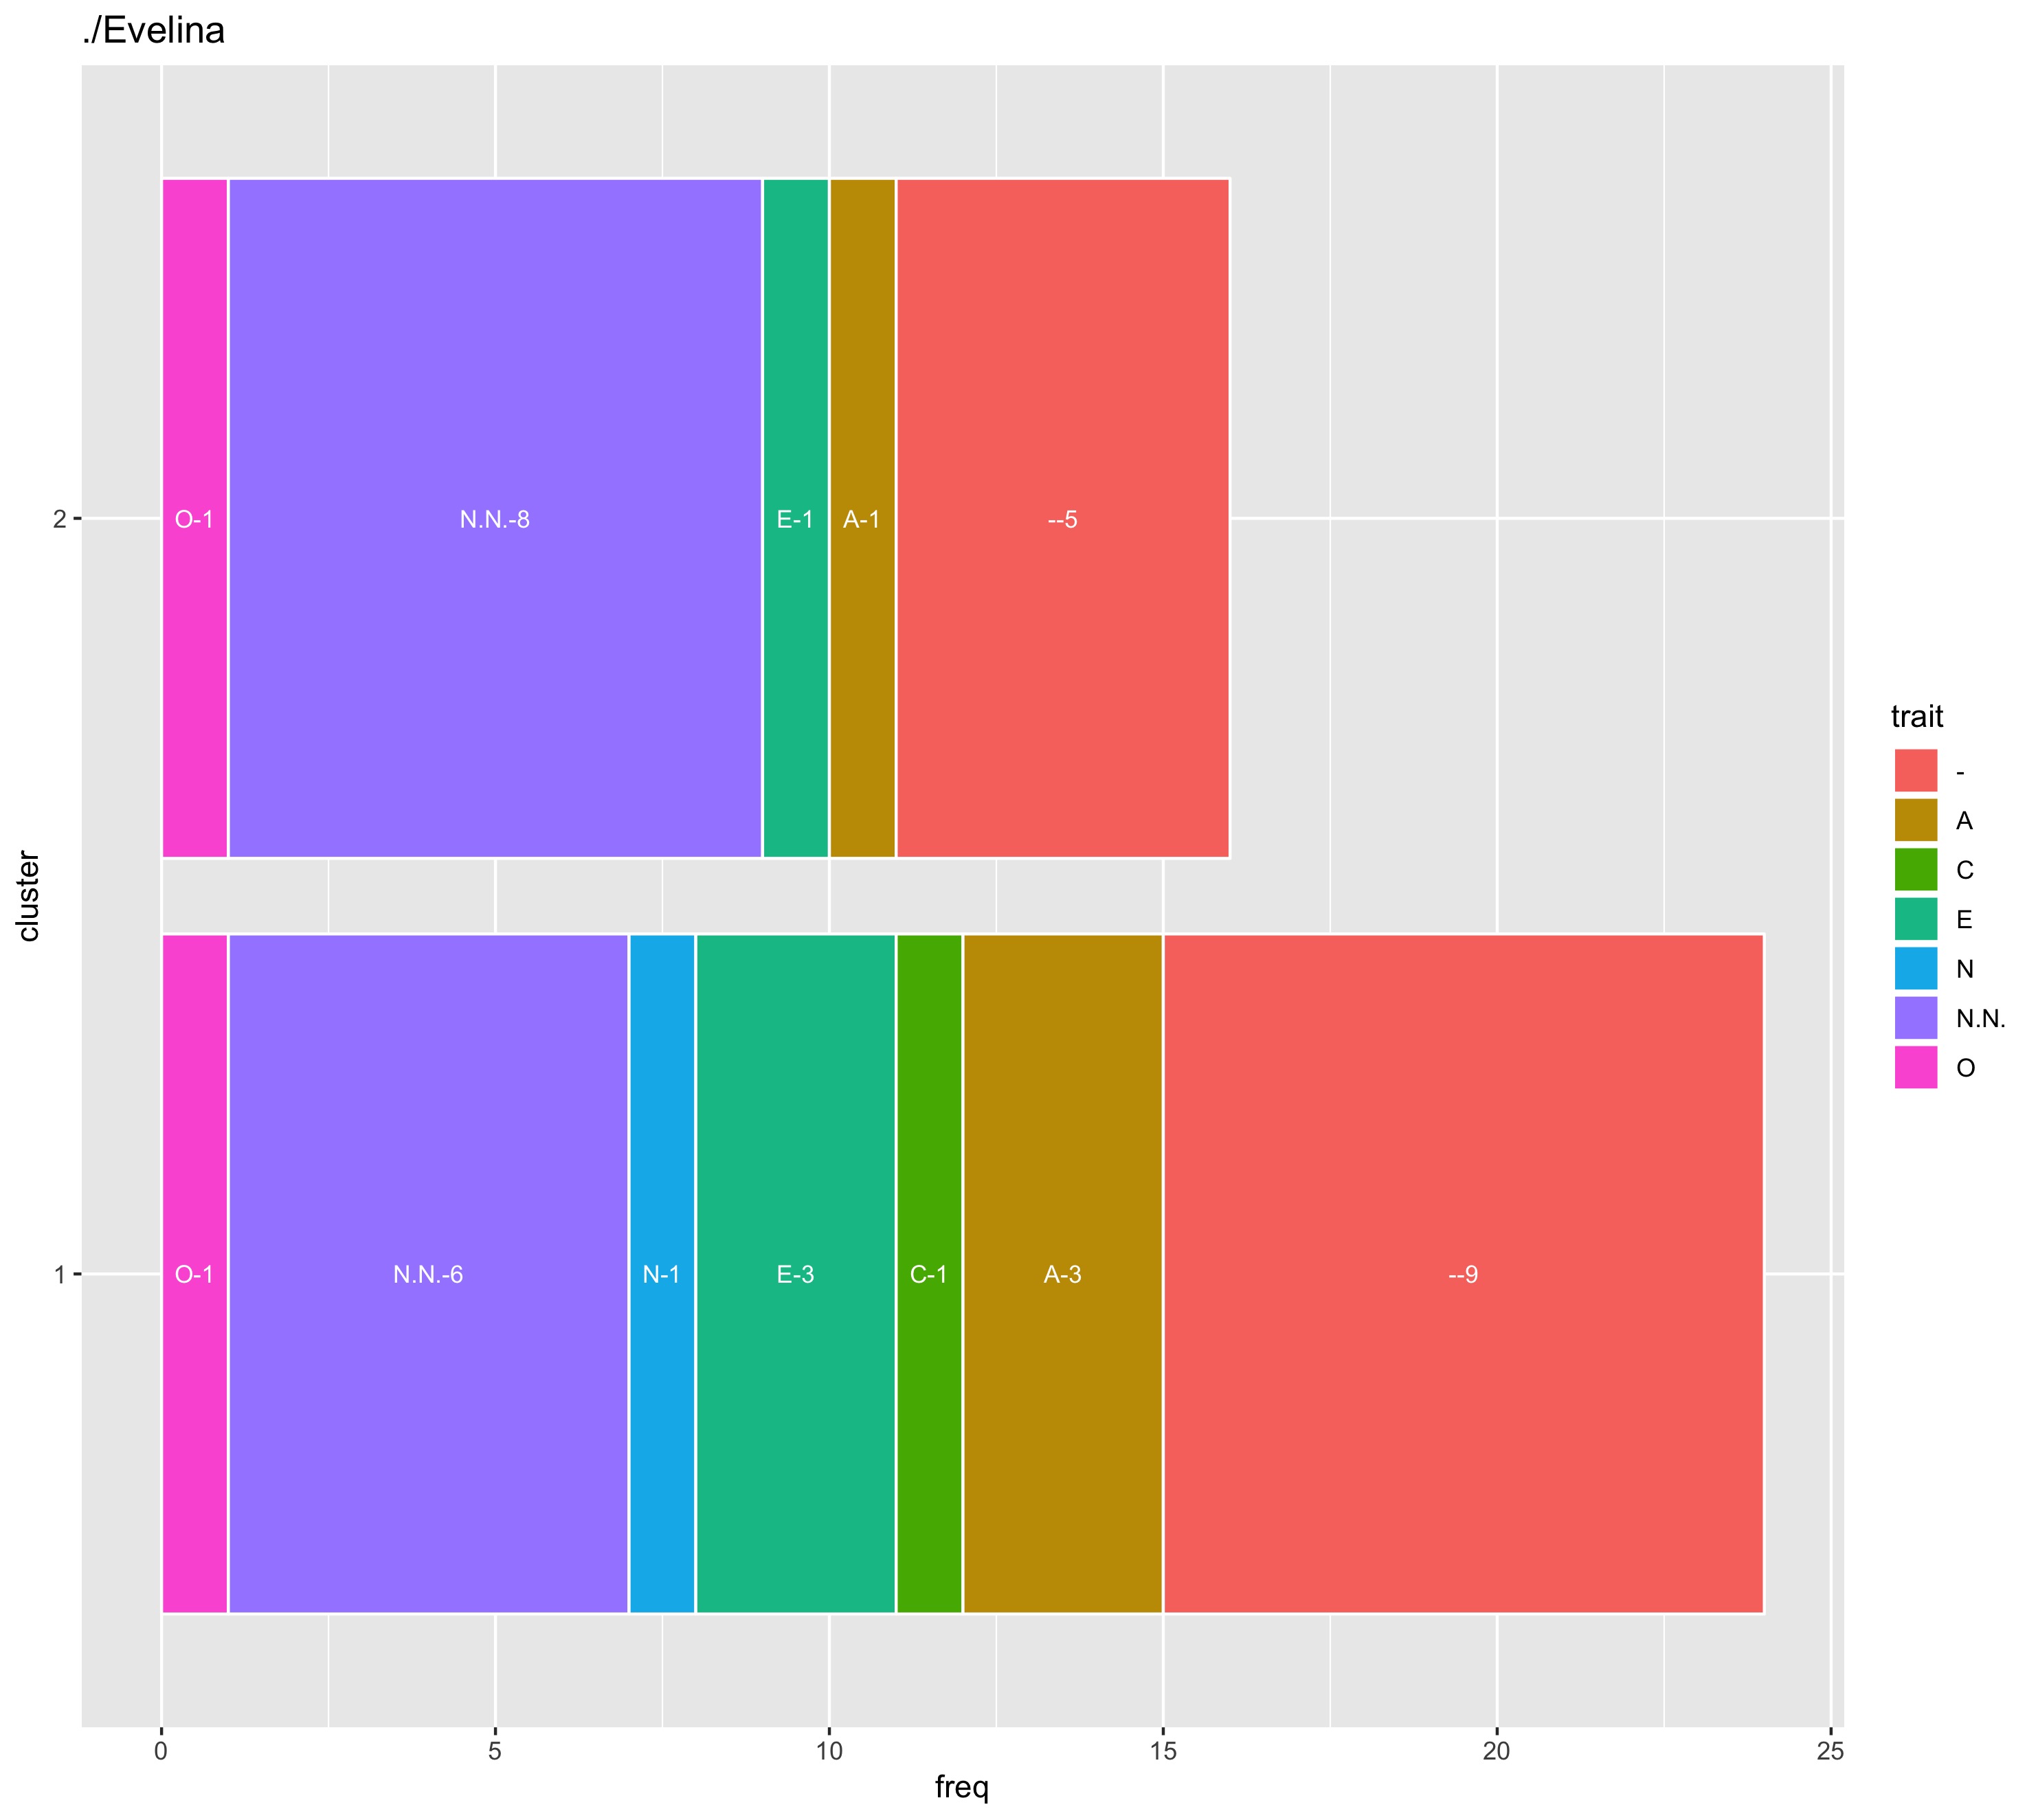 ./Evelina
cluster
2
O-1
N.N.-8
E-1
A-1
--5
1
O-1
N.N.-6
N-1
E-3
C-1
A-3
--9
0
5
10
15
20
25
freq
trait
-
A
C
E
N
N.N.
O